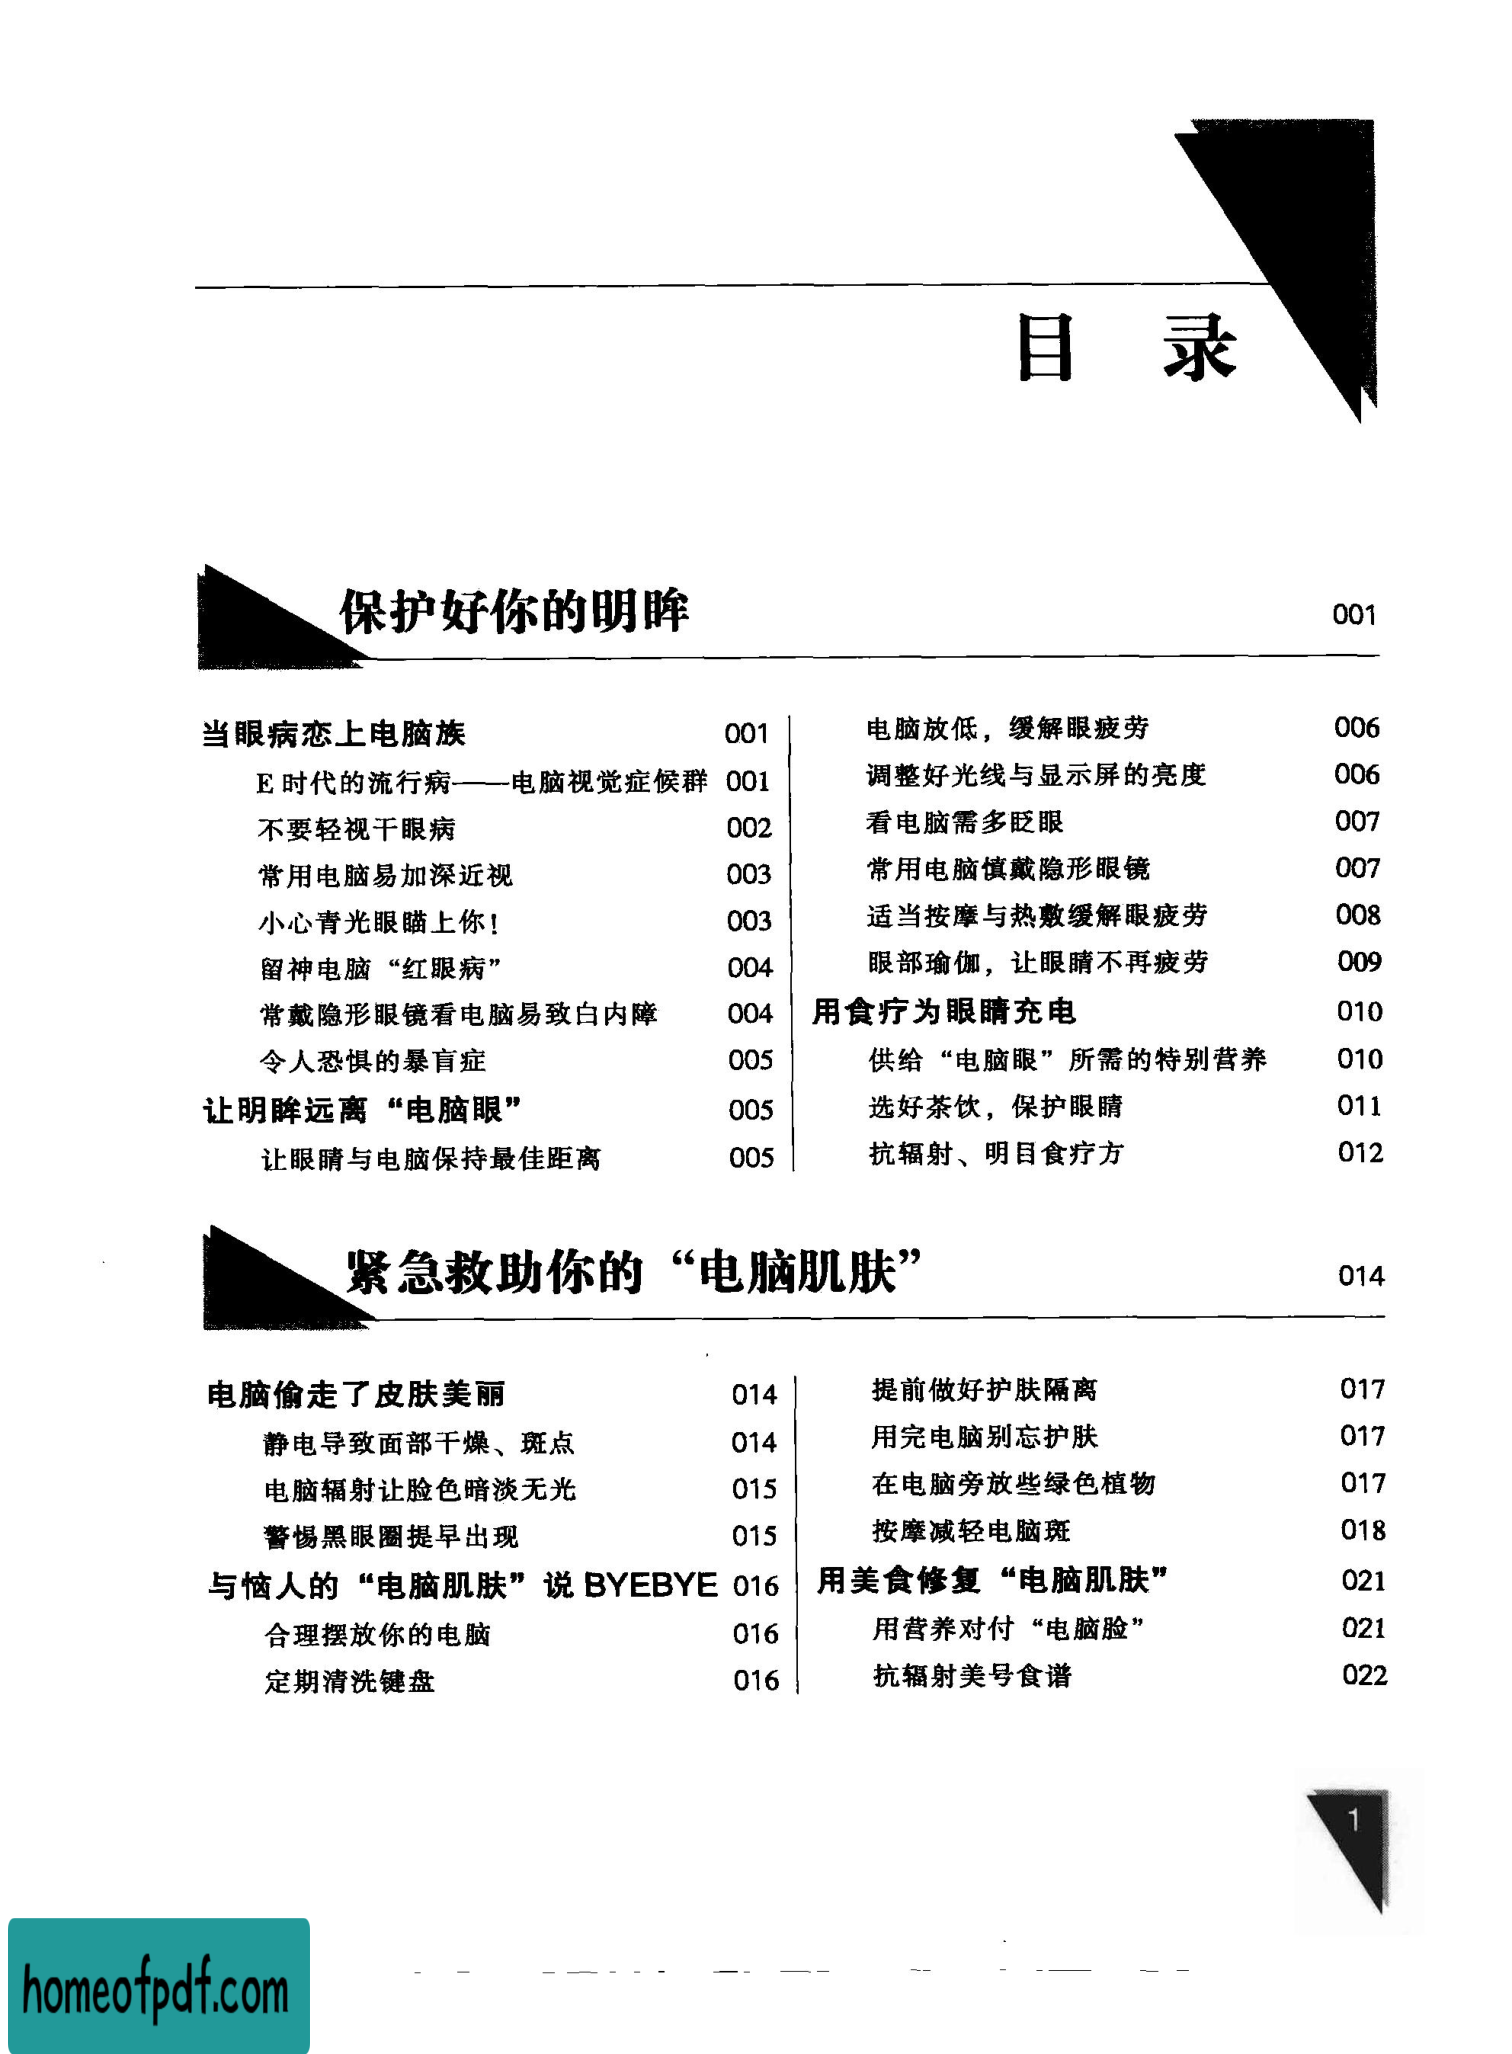 目 录
保护好你的明眸 001
当眼病恋上电脑族 001
E 时代的流行病——电脑视觉症候群 001
不要轻视干眼病 002
常用电脑易加深近视 003
小心青光眼瞄上你！ 003
留神电脑“红眼病” 004
常戴隐形眼镜看电脑易致白内障 004
令人恐惧的暴盲症 005
让明眸远离“电脑眼” 005
让眼睛与电脑保持最佳距离 005
电脑放低，缓解眼疲劳 006
调整好光线与显示屏的亮度 006
看电脑需多眨眼 007
常用电脑慎戴隐形眼镜 007
适当按摩与热敷缓解眼疲劳 008
眼部瑜伽，让眼睛不再疲劳 009
用食疗为眼睛充电 010
供给“电脑眼”所需的特别营养 010
选好茶饮，保护眼睛 011
抗辐射、明目食疗方 012
紧急救助你的“电脑肌肤” 014
电脑偷走了皮肤美丽 014
静电导致面部干燥、斑点 014
电脑辐射让脸色暗淡无光 015
警惕黑眼圈提早出现 015
与恼人的“电脑肌肤”说 BYEBYE 016
合理摆放你的电脑 016
定期清洗键盘 016
提前做好护肤隔离 017
用完电脑别忘护肤 017
在电脑旁放些绿色植物 017
按摩减轻电脑斑 018
用美食修复“电脑肌肤” 021
用营养对付“电脑脸” 021
抗辐射美号食谱 022
1
homeofpdf.com